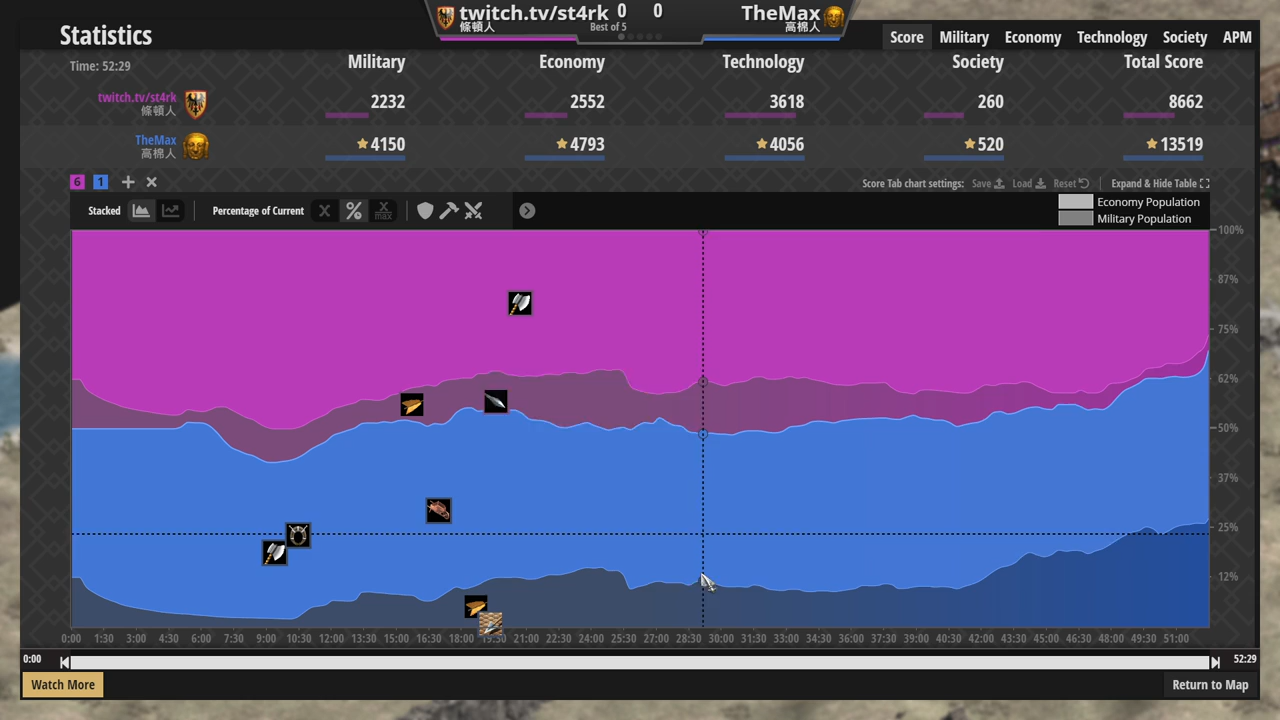 twitch.tv/st4rk 0 0 TheMax
條頓人 Best of 5 高棉人
Statistics
Score Military Economy Technology Society APM
Time: 52:29 Military Economy Technology Society Total Score
twitch.tv/st4rk 2232 2552 3618 260 8662
條頓人
TheMax 4150 4793 4056 520 13519
高棉人
6 1 Score Tab chart settings: Save Load Reset Expand & Hide Table
Stacked Percentage of Current X % X/max
Economy Population
Military Population
100%
87%
75%
62%
50%
37%
25%
12%
0:00 1:30 3:00 4:30 6:00 7:30 9:00 10:30 12:00 13:30 15:00 16:30 18:00 19:30 21:00 22:30 24:00 25:30 27:00 28:30 30:00 31:30 33:00 34:30 36:00 37:30 39:00 40:30 42:00 43:30 45:00 46:30 48:00 49:30 51:00
0:00 52:29
Watch More Return to Map